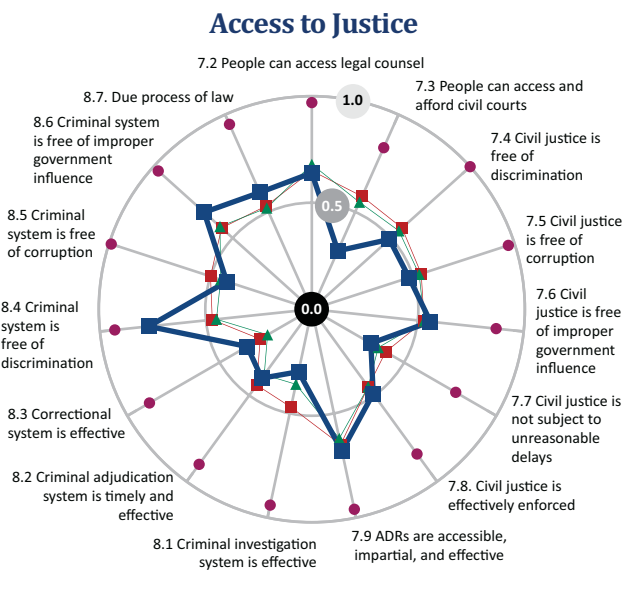 Access to Justice
7.2 People can access legal counsel
7.3 People can access and
afford civil courts
7.4 Civil justice is
free of
discrimination
7.5 Civil justice
is free of
corruption
7.6 Civil
justice is free
of improper
government
influence
7.7 Civil justice is
not subject to
unreasonable
delays
7.8. Civil justice is
effectively enforced
7.9 ADRs are accessible,
impartial, and effective
8.1 Criminal investigation
system is effective
8.2 Criminal adjudication
system is timely and
effective
8.3 Correctional
system is effective
8.4 Criminal
system is
free of
discrimination
8.5 Criminal
system is free
of corruption
8.6 Criminal system
is free of improper
government
influence
8.7. Due process of law
1.0
0.5
0.0